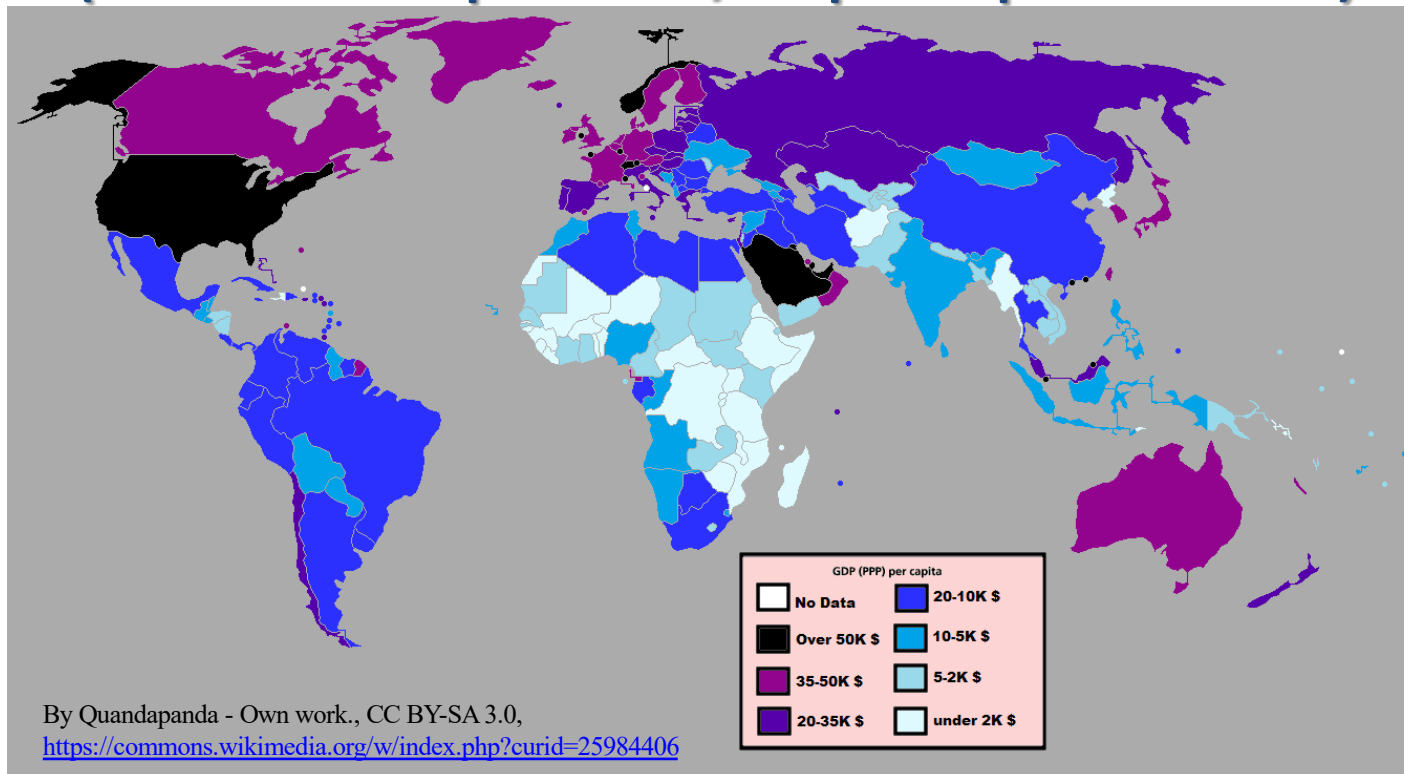 GDP (PPP) per capita
No Data
Over 50K $
35-50K $
20-35K $
20-10K $
10-5K $
5-2K $
under 2K $
By Quandapanda - Own work., CC BY-SA 3.0,
https://commons.wikimedia.org/w/index.php?curid=25984406